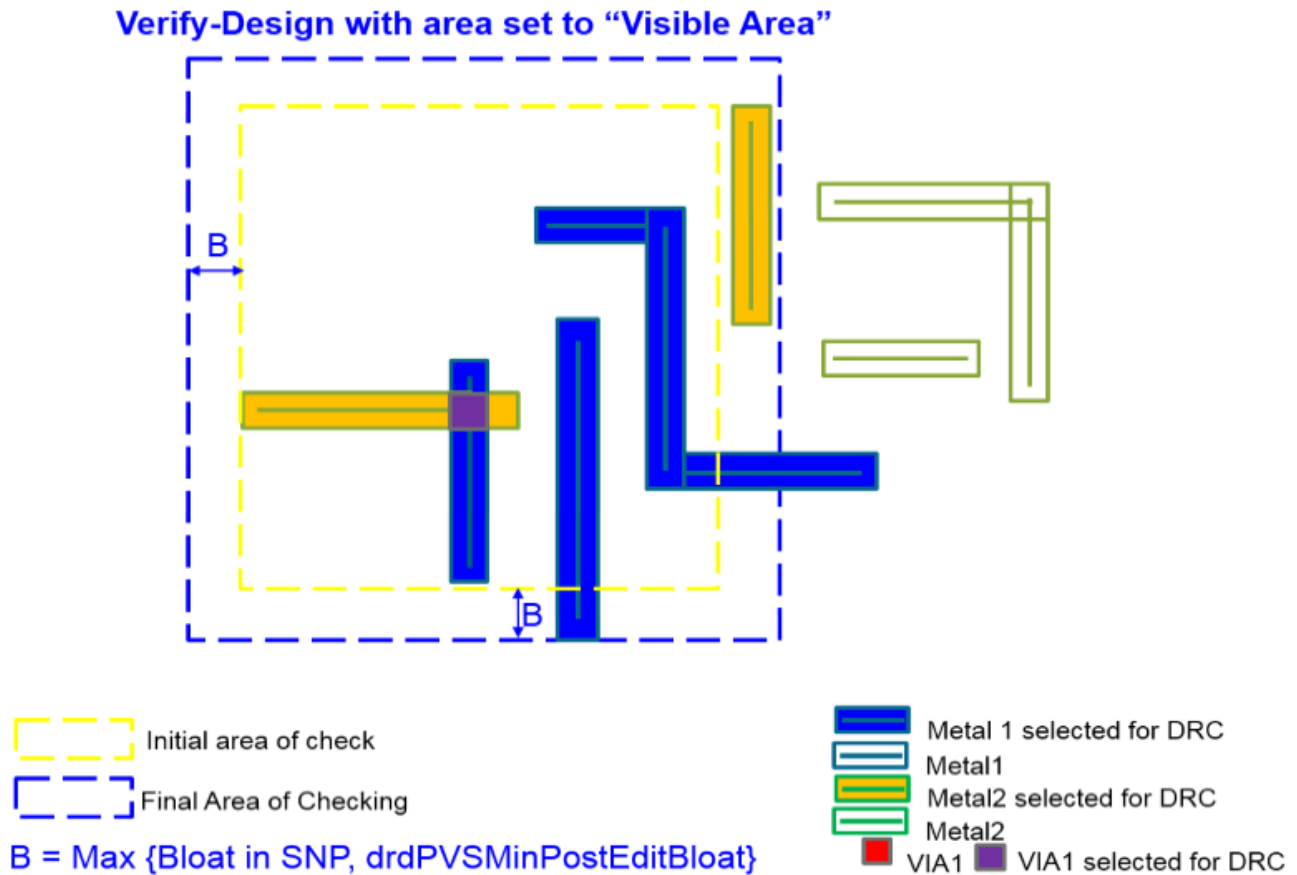 Verify-Design with area set to “Visible Area”
B
B
Initial area of check
Final Area of Checking
B = Max {Bloat in SNP, drdPVSMinPostEditBloat}
Metal 1 selected for DRC
Metal1
Metal2 selected for DRC
Metal2
VIA1 VIA1 selected for DRC